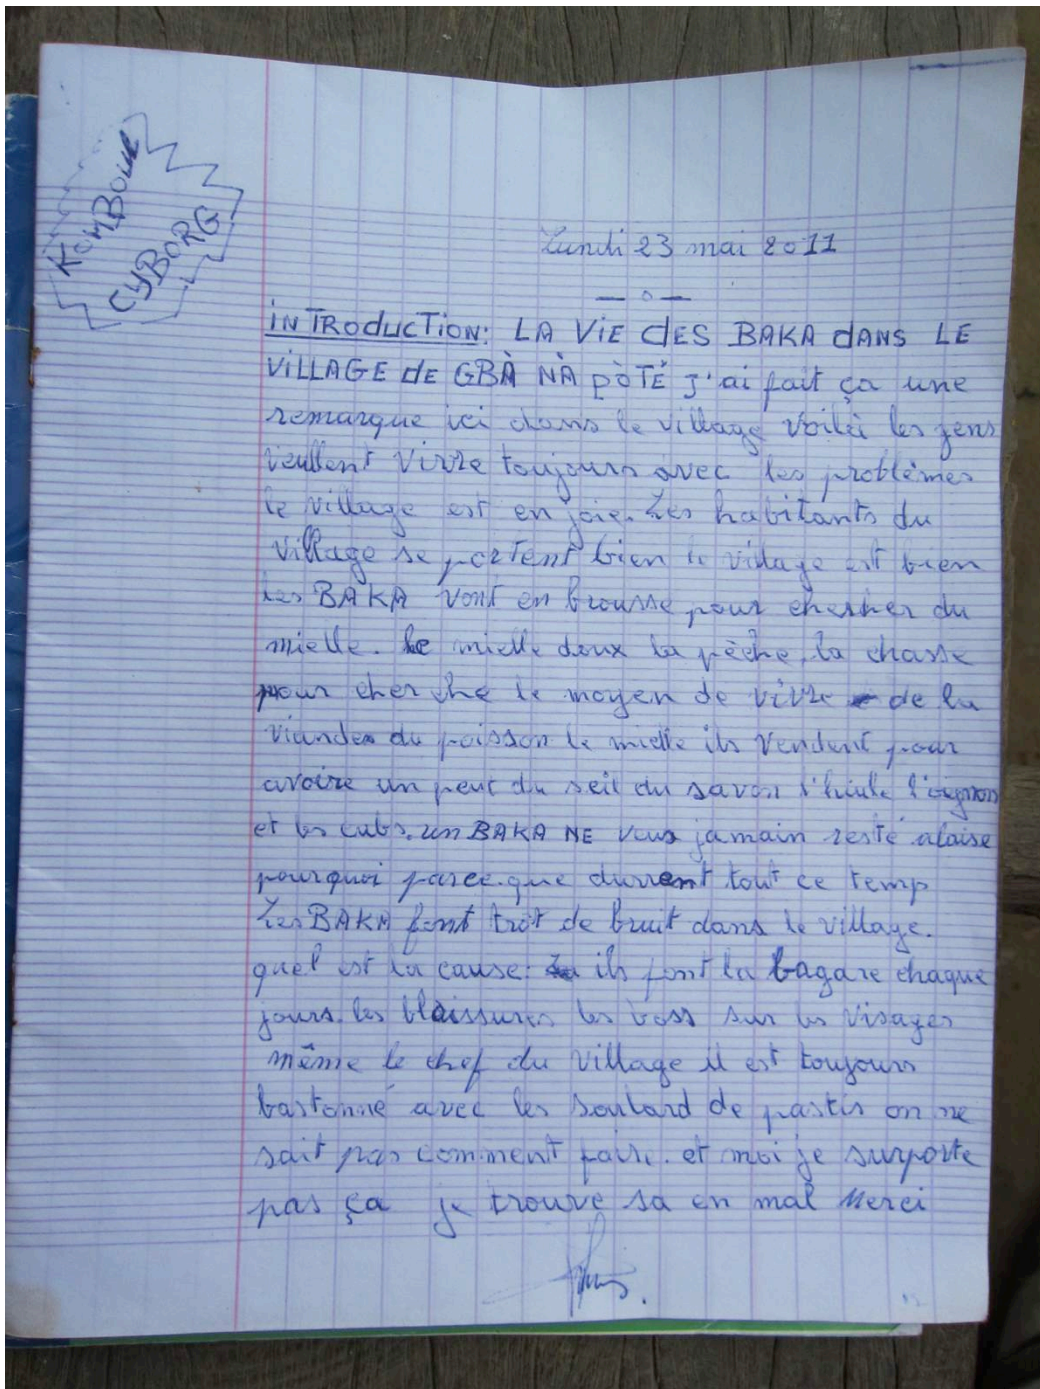 KOMBOUE
CYBORG
Lundi 23 mai 2011
INTRODUCTION: LA VIE dES BAKA dANS LE
VILLAGE dE GBÀ NÀ PÒTÉ J'ai fait ça une
remarque ici dans le village voilà les gens
veullent vivre toujours avec les problèmes
le village est en joie. Les habitants du
village se portent bien le village est bien
les BAKA vont en brousse pour chercher du
mielle. le mielle doux la pêche, la chasse
pour cher che le moyen de vivre de la
viandes du poisson le mielle ils vendent pour
avoire un peut du seil du savon l'huile l'oignons
et les cubs. un BAKA NE veus jamain resté alaise
pourquoi parce.que durrent tout ce temp
Les BAKA font trôt de bruit dans le village.
quel est la cause: ils font la bagare chaque
jours. les blaissures les boss sur les visages
même le chef du village il est toujours
bastonné avec les soulard de pastis on ne
sait pas comment faire. et moi je surporte
pas ça je trouve sa en mal Merci